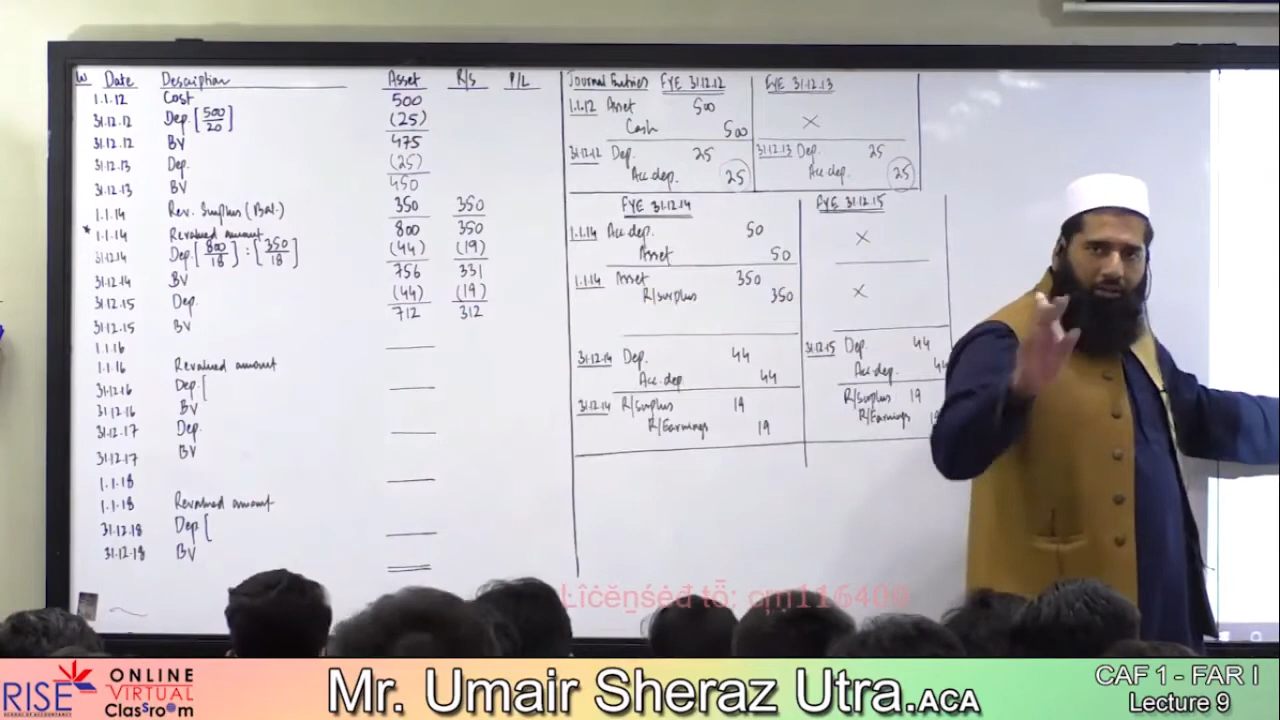 W Date Description Asset R/S P/L
1.1.12 Cost 500
31.12.12 Dep. [500/20] (25)
31.12.12 BV 475
31.12.13 Dep. (25)
31.12.13 BV 450
1.1.14 Rev. Surplus (Bal.) 350 350
* 1.1.14 Revalued amount 800 350
31.12.14 Dep. [800/18] : [350/18] (44) (19)
31.12.14 BV 756 331
31.12.15 Dep. (44) (19)
31.12.15 BV 712 312
1.1.16
1.1.16 Revalued amount
31.12.16 Dep. [
31.12.16 BV
31.12.17 Dep.
31.12.17 BV
1.1.18
1.1.18 Revalued amount
31.12.18 Dep [
31.12.18 BV
Journal Entries FYE 31.12.12
1.1.12 Asset 500
Cash 500
31.12.12 Dep. 25
Acc.dep. 25
FYE 31.12.13
X
31.12.13 Dep. 25
Acc dep. 25
FYE 31.12.14
1.1.14 Acc dep. 50
Asset 50
1.1.14 Asset 350
R/surplus 350
31.12.14 Dep. 44
Acc.dep 44
31.12.14 R/Surplus 19
R/Earnings 19
FYE 31.12.15
X
X
31.12.15 Dep. 44
Acc dep. 44
R/Surplus 19
R/Earnings
Lîċëṉśėđ tȫ: cm116400
RISE
SCHOOL OF ACCOUNTANCY
ONLINE
VIRTUAL
ClassrooM
Mr. Umair Sheraz Utra.ACA
CAF 1 - FAR I
Lecture 9